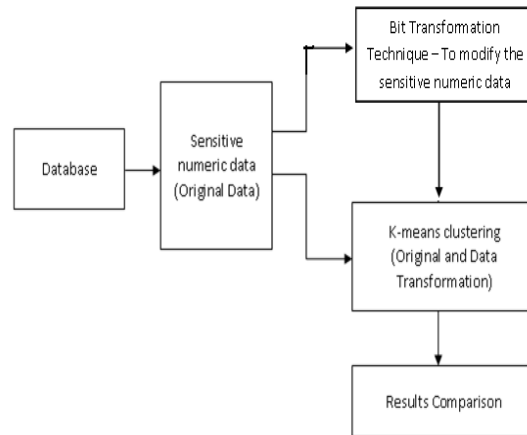 Bit Transformation
Technique – To modify the
sensitive numeric data
Database
Sensitive
numeric data
(Original Data)
K-means clustering
(Original and Data
Transformation)
Results Comparison